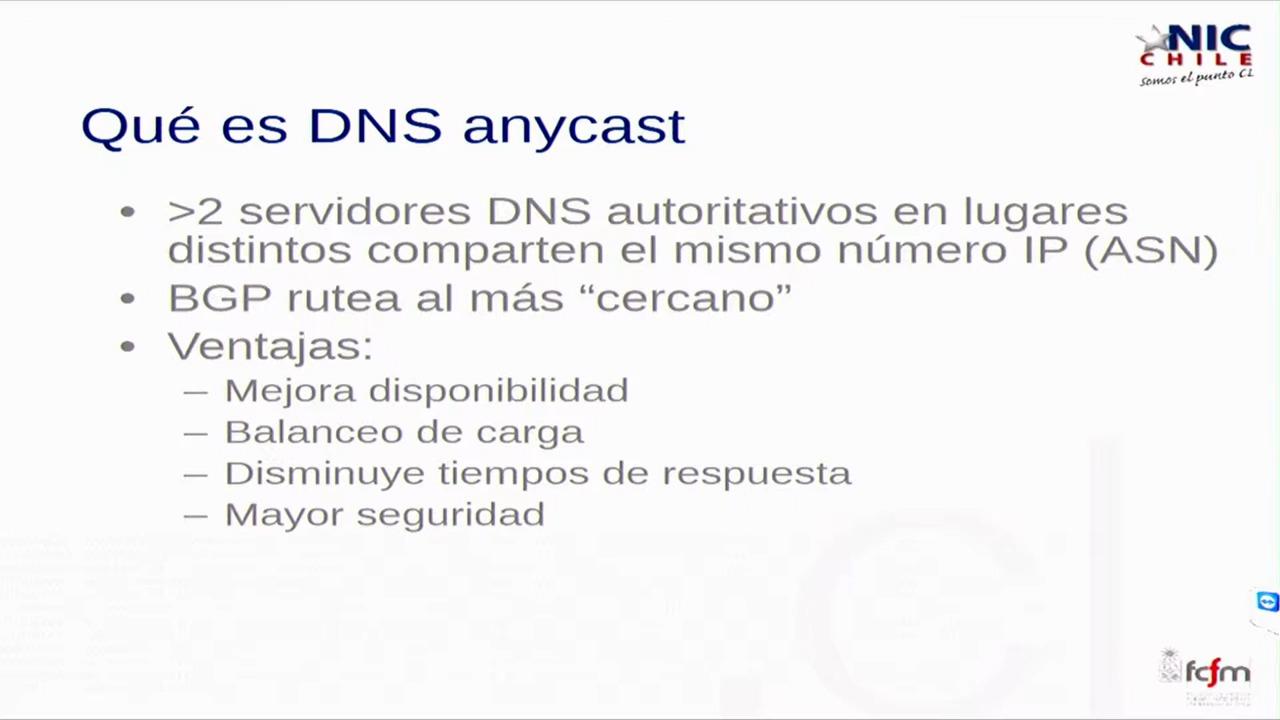 NIC
CHILE
Somos el punto CL
Qué es DNS anycast
• >2 servidores DNS autoritativos en lugares
distintos comparten el mismo número IP (ASN)
• BGP rutea al más “cercano”
• Ventajas:
– Mejora disponibilidad
– Balanceo de carga
– Disminuye tiempos de respuesta
– Mayor seguridad
fcfm